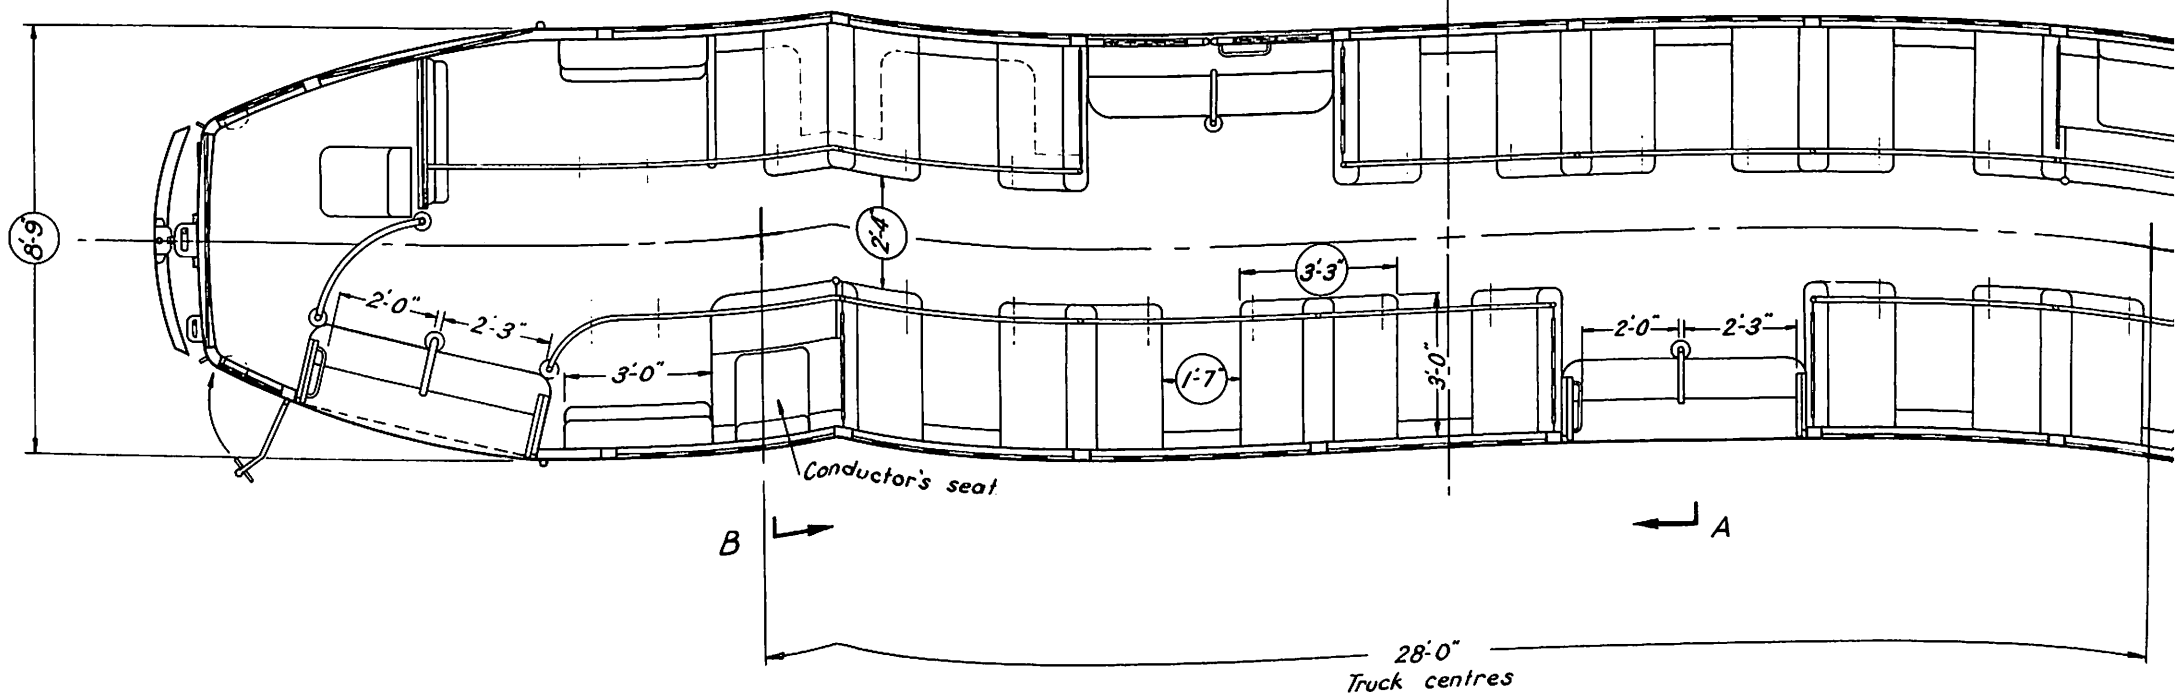 8'-9"
2'-4"
3'-3"
2'-0"
2'-3"
2'-0"
2'-3"
3'-0"
1'-7"
3'-0"
Conductor's seat
B
A
28'-0"
Truck centres